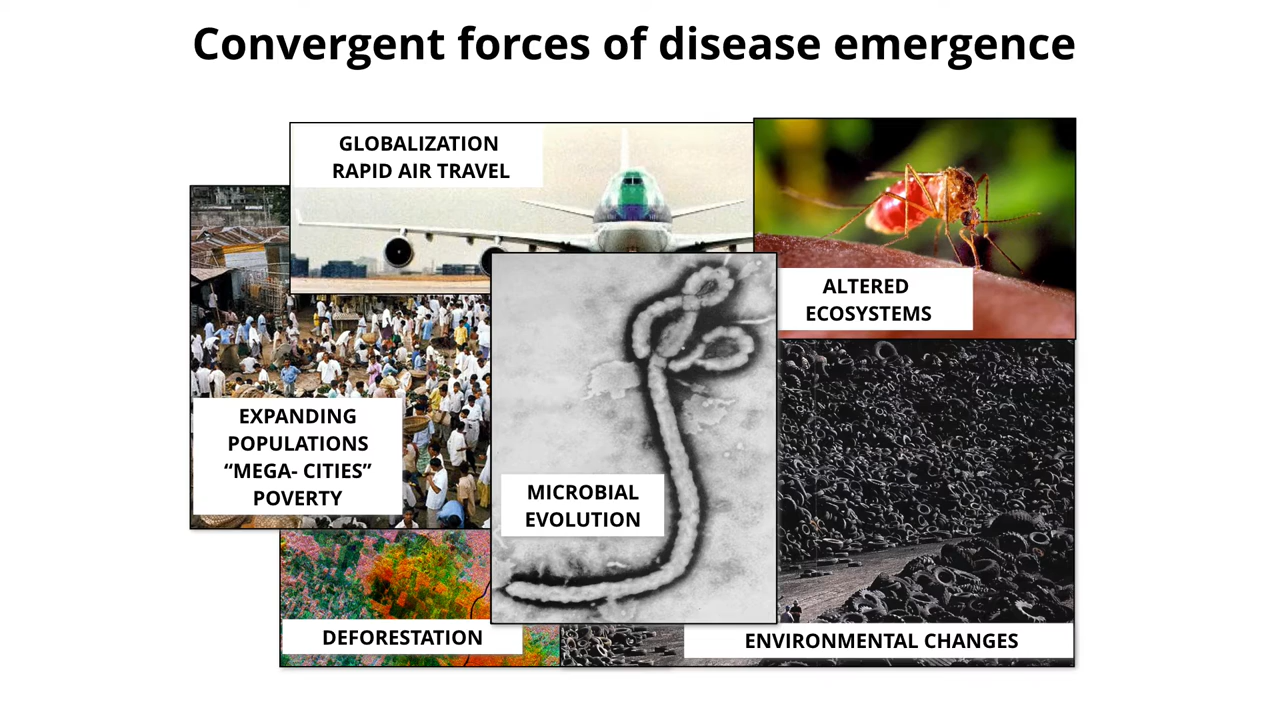 Convergent forces of disease emergence
GLOBALIZATION
RAPID AIR TRAVEL
ALTERED
ECOSYSTEMS
EXPANDING
POPULATIONS
“MEGA- CITIES”
POVERTY
MICROBIAL
EVOLUTION
DEFORESTATION
ENVIRONMENTAL CHANGES